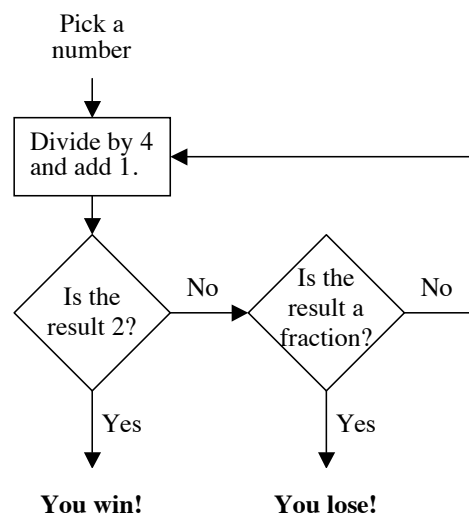 Pick a
number
Divide by 4
and add 1.
Is the
result 2?
No
Is the
result a
fraction?
No
Yes
Yes
You win!
You lose!